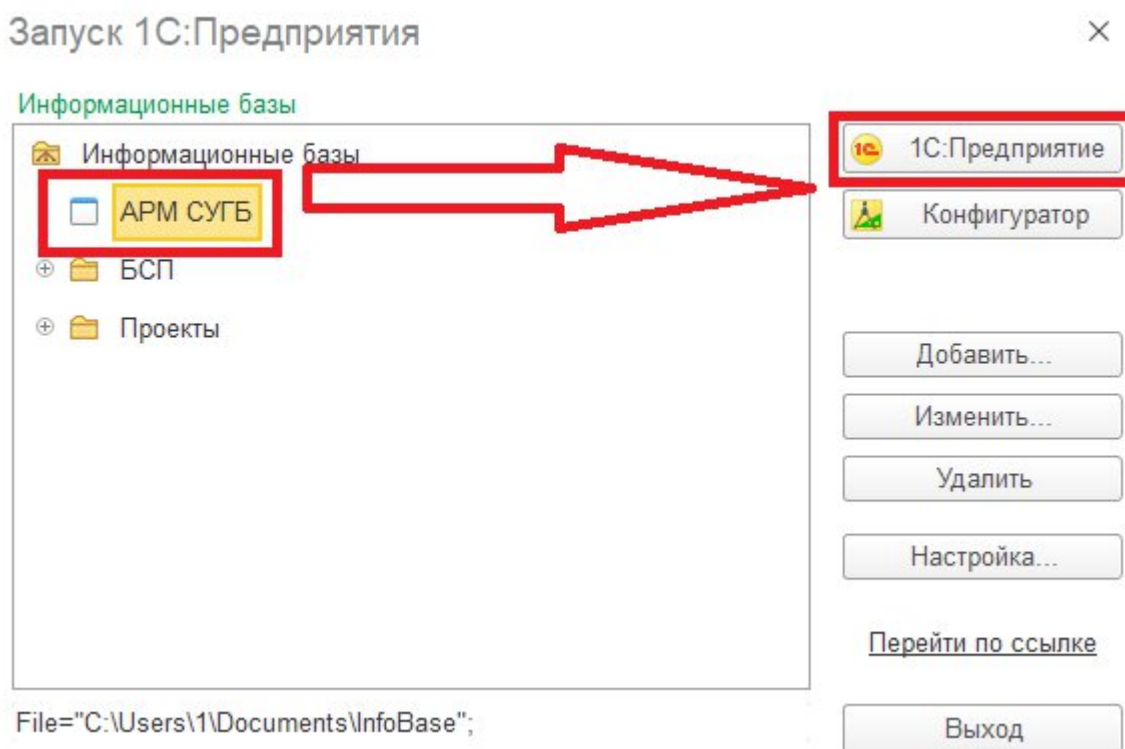 Запуск 1С:Предприятия
Информационные базы
Информационные базы
АРМ СУГБ
БСП
Проекты
1С:Предприятие
Конфигуратор
Добавить...
Изменить...
Удалить
Настройка...
Перейти по ссылке
Выход
File="C:\Users\1\Documents\InfoBase";